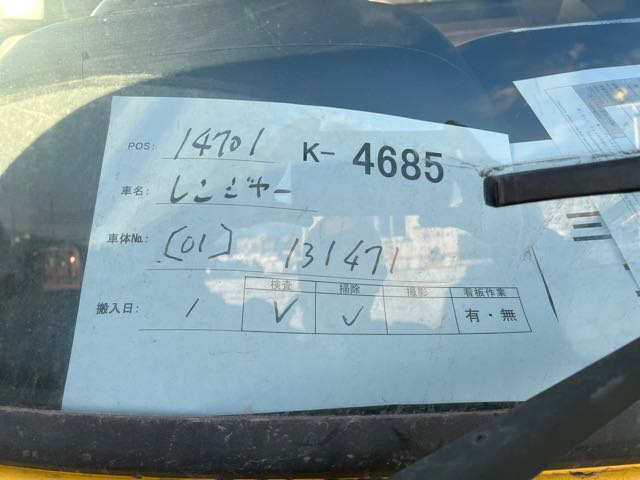 POS: 14701 K- 4685
車名: レンジャー
車体No.: [01] 131471
検査 掃除 撮影 看板作業
搬入日: / ✓ ✓ 有・無